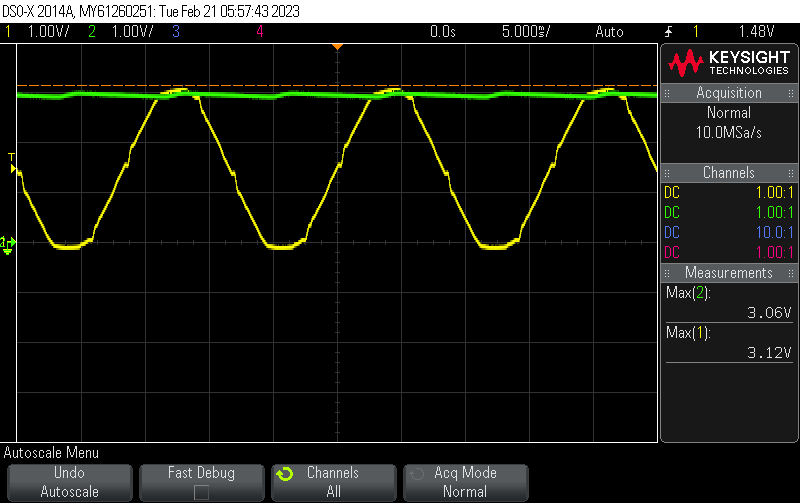 DSO-X 2014A, MY61260251: Tue Feb 21 05:57:43 2023
1 1.00V/ 2 1.00V/ 3 4 0.0s 5.000ms/ Auto 1 1.48V
KEYSIGHT
TECHNOLOGIES
Acquisition
Normal
10.0MSa/s
Channels
DC 1.00:1
DC 1.00:1
DC 10.0:1
DC 1.00:1
Measurements
Max(2):
3.06V
Max(1):
3.12V
T
Autoscale Menu
Undo
Autoscale
Fast Debug
Channels
All
Acq Mode
Normal